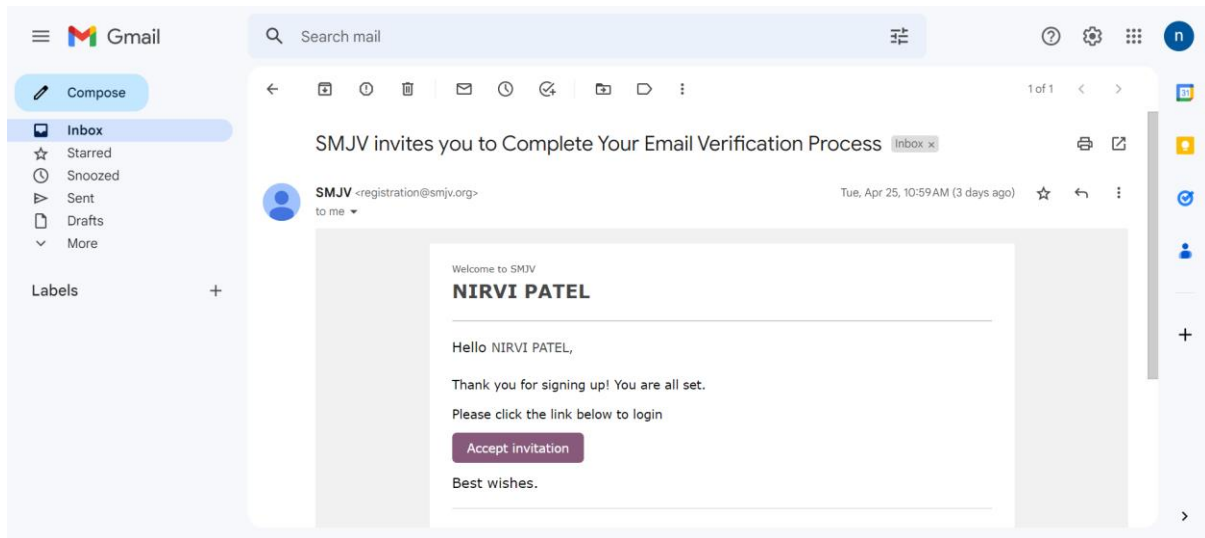 Gmail
Search mail
n
Compose
1 of 1
31
Inbox
Starred
Snoozed
Sent
Drafts
More
Labels
SMJV invites you to Complete Your Email Verification Process Inbox x
SMJV <registration@smjv.org> Tue, Apr 25, 10:59 AM (3 days ago)
to me
Welcome to SMJV
NIRVI PATEL
Hello NIRVI PATEL,
Thank you for signing up! You are all set.
Please click the link below to login
Accept invitation
Best wishes.